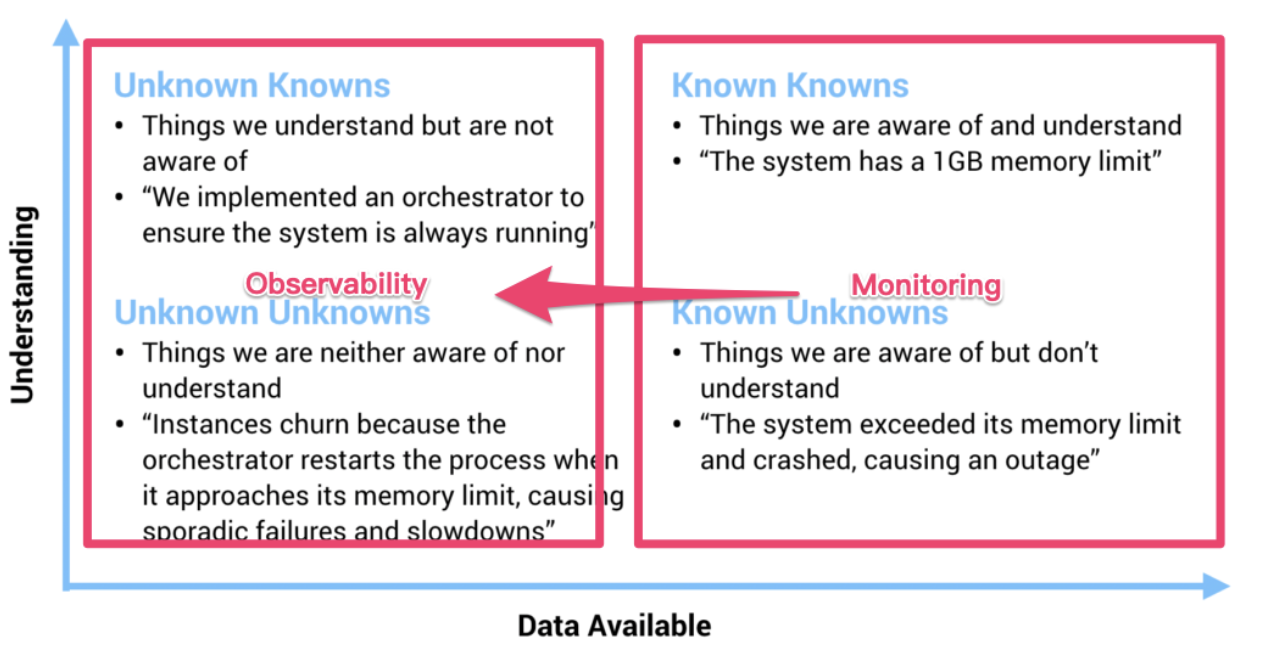 Understanding
Unknown Knowns
• Things we understand but are not
aware of
• “We implemented an orchestrator to
ensure the system is always running”
Observability
Unknown Unknowns
• Things we are neither aware of nor
understand
• “Instances churn because the
orchestrator restarts the process when
it approaches its memory limit, causing
sporadic failures and slowdowns”
Known Knowns
• Things we are aware of and understand
• “The system has a 1GB memory limit”
Monitoring
Known Unknowns
• Things we are aware of but don’t
understand
• “The system exceeded its memory limit
and crashed, causing an outage”
Data Available